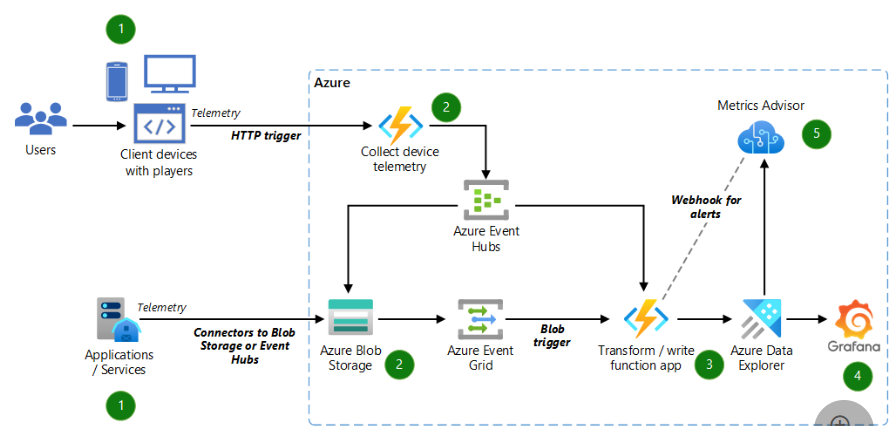 1
Azure
Metrics Advisor
Telemetry
2
5
HTTP trigger
Users
Client devices
with players
Collect device
telemetry
Webhook for
alerts
Azure Event
Hubs
Telemetry
Connectors to Blob
Storage or Event
Hubs
Blob
trigger
Applications
/ Services
Azure Blob
Storage
2
Azure Event
Grid
Transform / write
function app
3
Azure Data
Explorer
Grafana
4
1